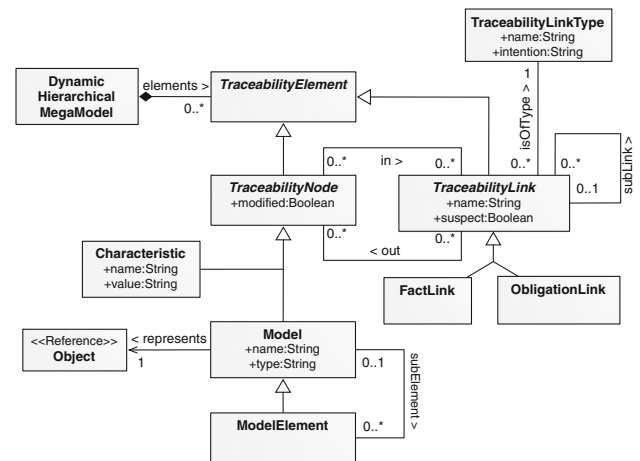 TraceabilityLinkType
+name:String
+intention:String
Dynamic
Hierarchical
MegaModel
elements >
0..*
TraceabilityElement
1
isOfType >
0..*
0..*
in >
0..*
0..*
0..1
subLink >
TraceabilityNode
+modified:Boolean
TraceabilityLink
+name:String
+suspect:Boolean
0..*
< out
0..*
Characteristic
+name:String
+value:String
FactLink
ObligationLink
<<Reference>>
Object
< represents
1
Model
+name:String
+type:String
0..1
subElement >
0..*
ModelElement